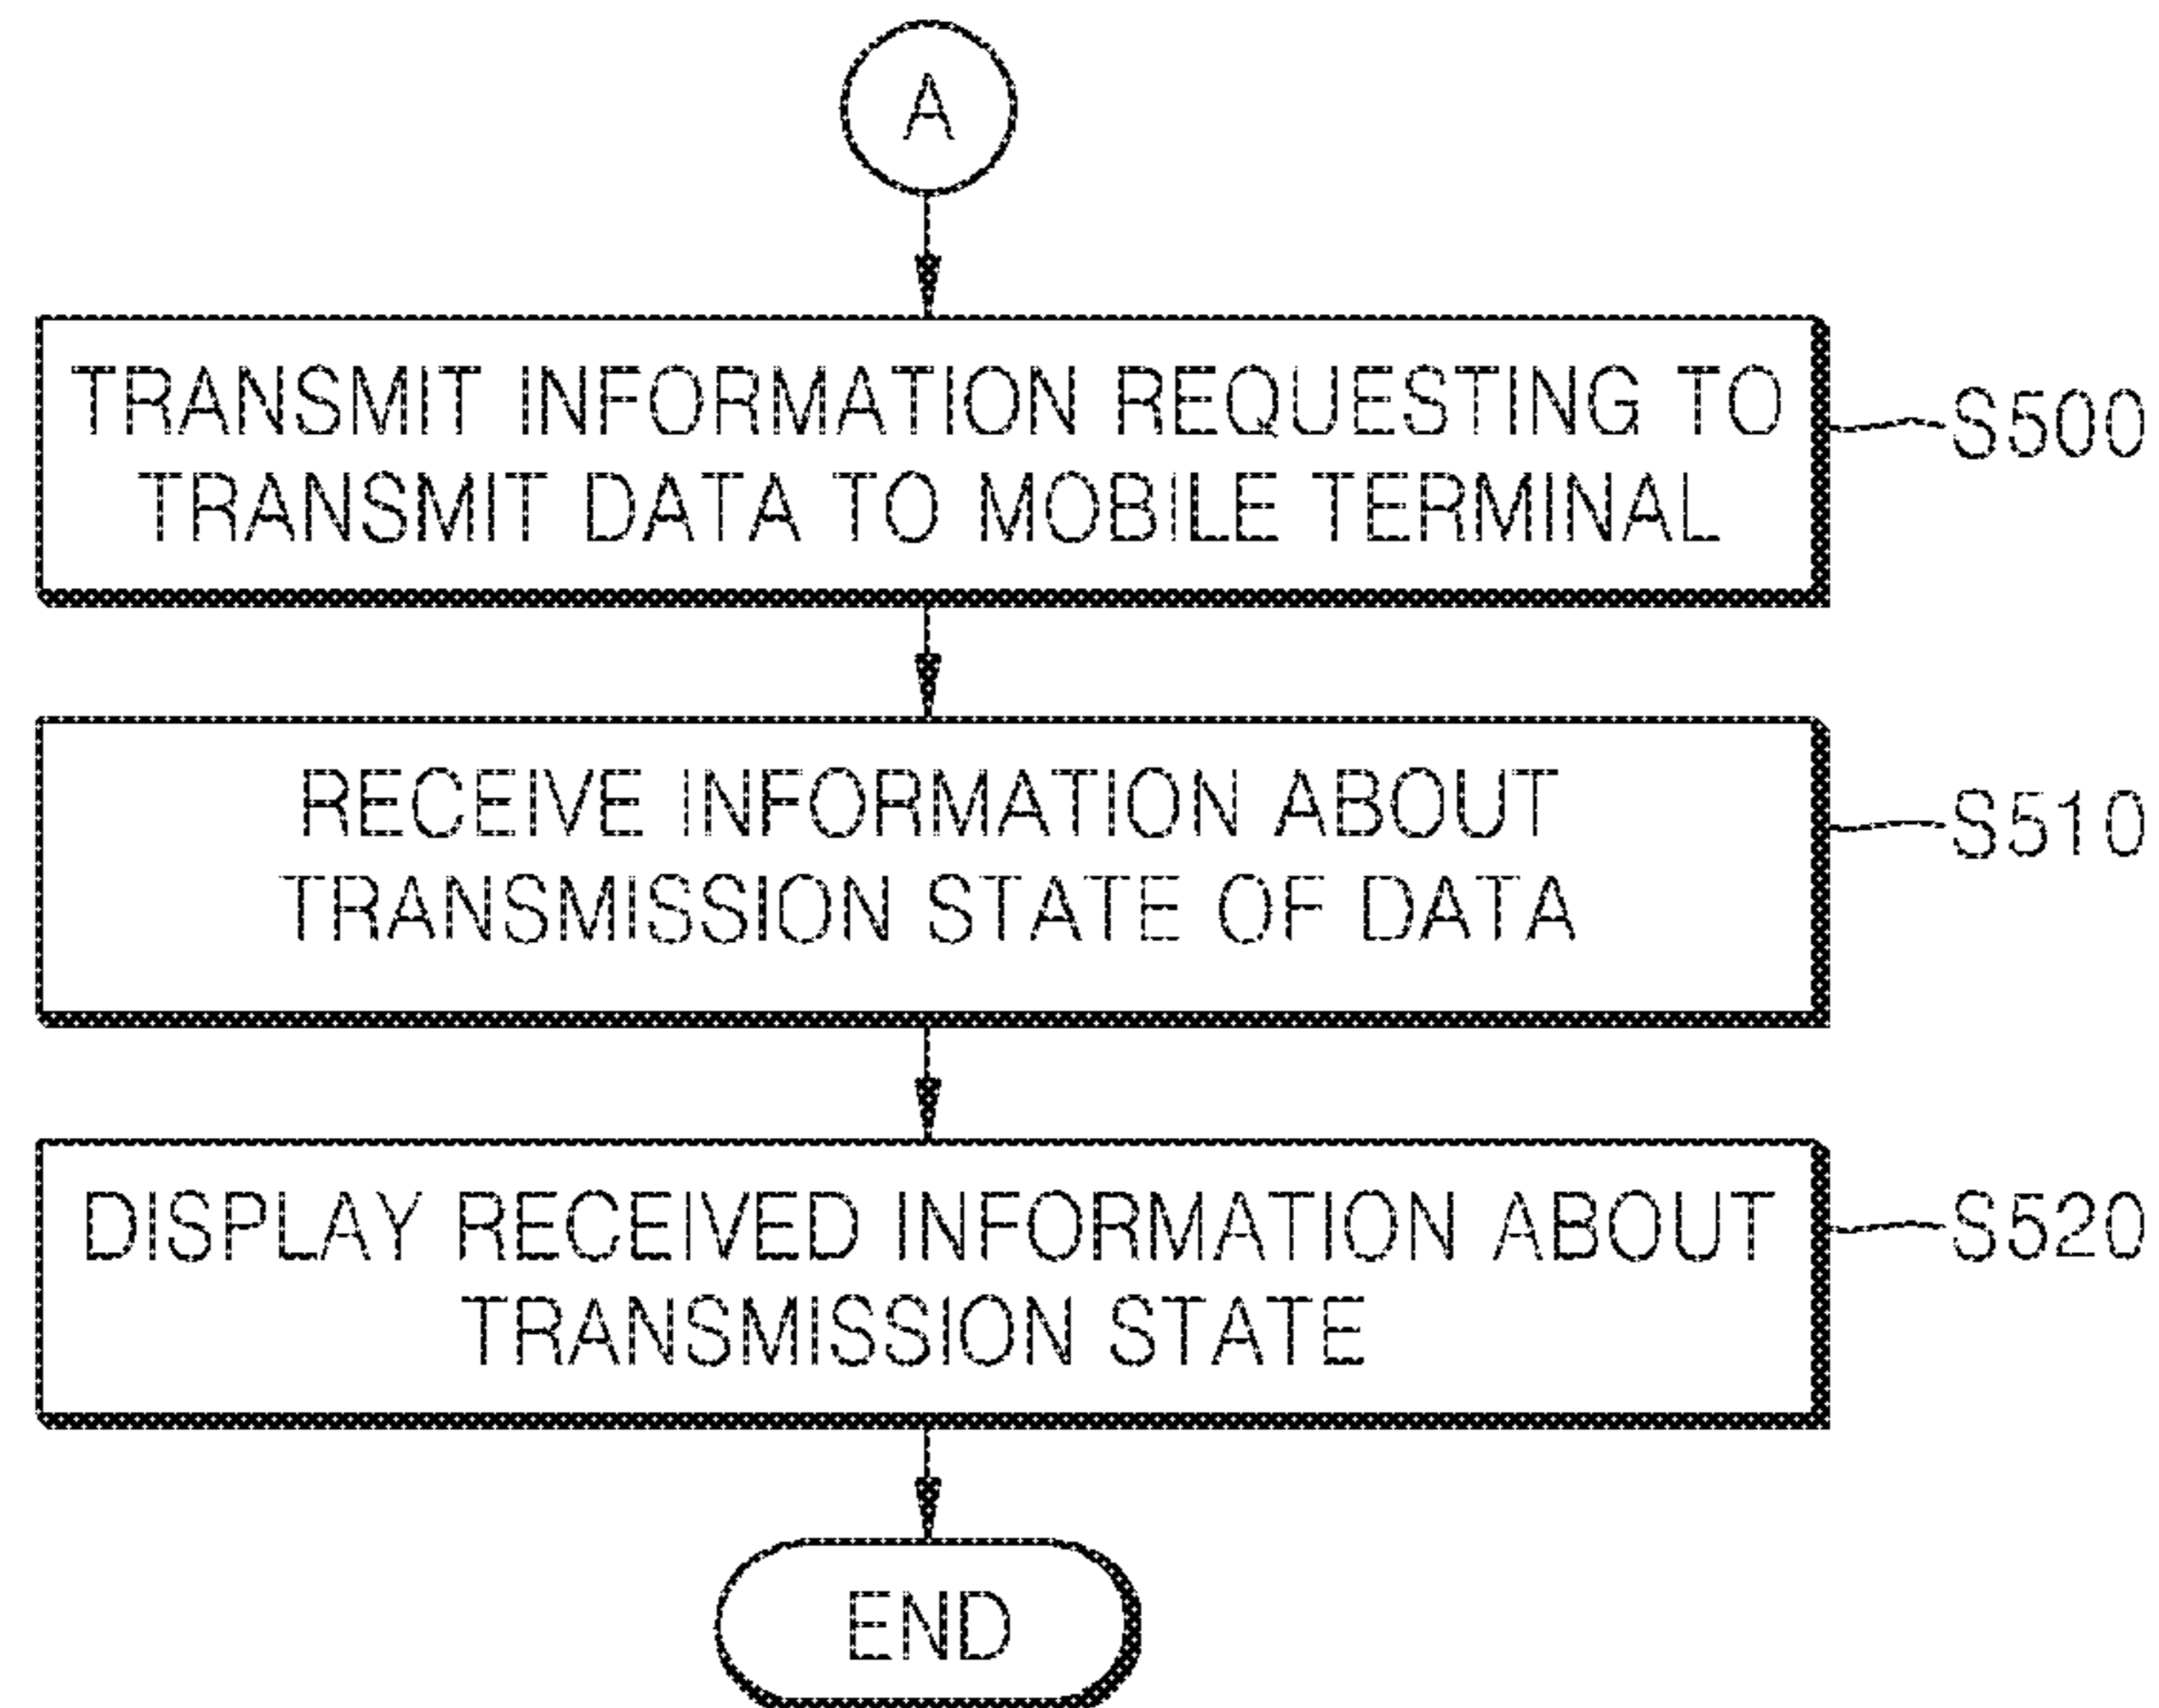 A
TRANSMIT INFORMATION REQUESTING TO
TRANSMIT DATA TO MOBILE TERMINAL
S500
RECEIVE INFORMATION ABOUT
TRANSMISSION STATE OF DATA
S510
DISPLAY RECEIVED INFORMATION ABOUT
TRANSMISSION STATE
S520
END